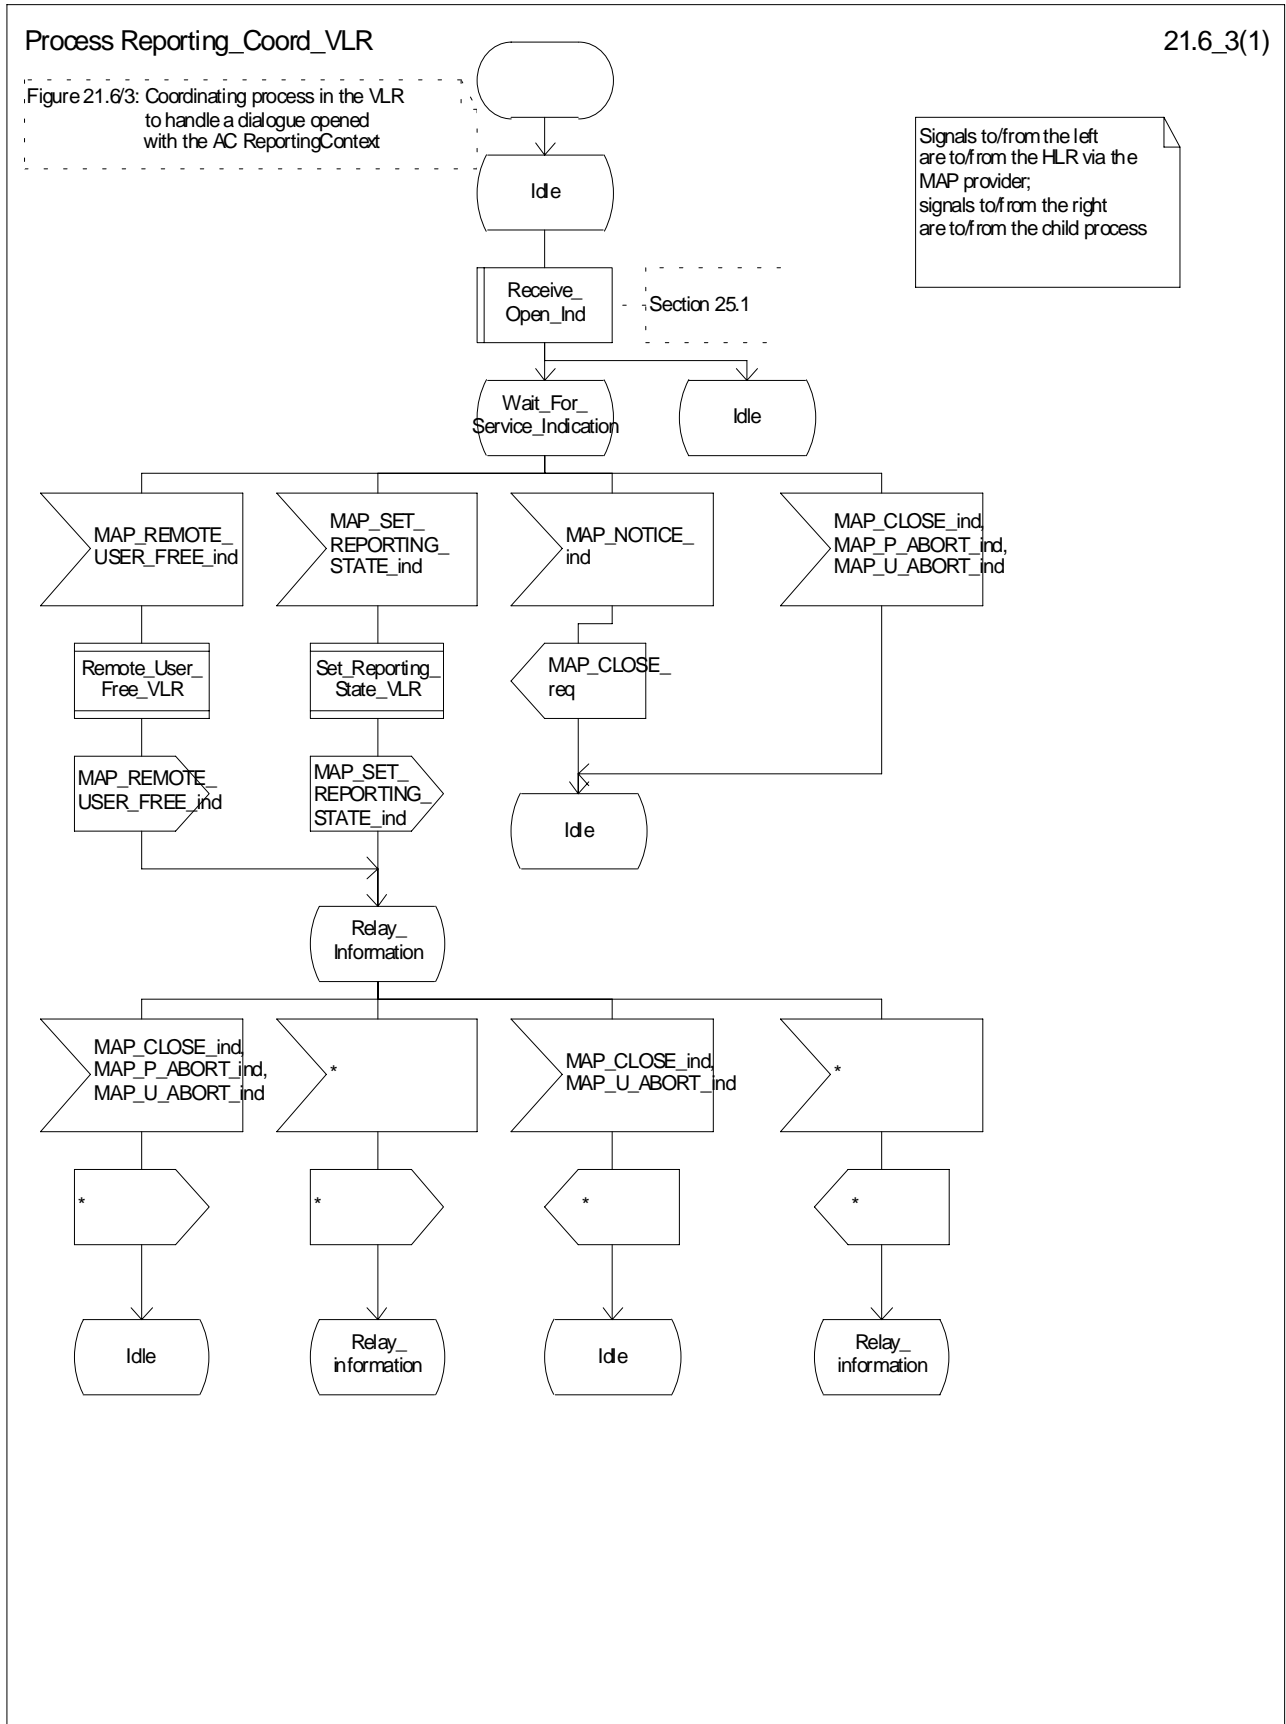 Process Reporting_Coord_VLR
21.6_3(1)
Figure 21.6/3: Coordinating process in the VLR
to handle a dialogue opened
with the AC ReportingContext
Signals to/from the left
are to/from the HLR via the
MAP provider;
signals to/from the right
are to/from the child process
Idle
Receive_
Open_Ind
Section 25.1
Wait_For_
Service_Indication
Idle
MAP_REMOTE_
USER_FREE_ind
MAP_SET_
REPORTING_
STATE_ind
MAP_NOTICE_
ind
MAP_CLOSE_ind,
MAP_P_ABORT_ind,
MAP_U_ABORT_ind
Remote_User_
Free_VLR
Set_Reporting_
State_VLR
MAP_CLOSE_
req
MAP_REMOTE_
USER_FREE_ind
MAP_SET_
REPORTING_
STATE_ind
Idle
Relay_
Information
MAP_CLOSE_ind,
MAP_P_ABORT_ind,
MAP_U_ABORT_ind
*
MAP_CLOSE_ind,
MAP_U_ABORT_ind
*
*
*
*
*
Idle
Relay_
information
Idle
Relay_
information